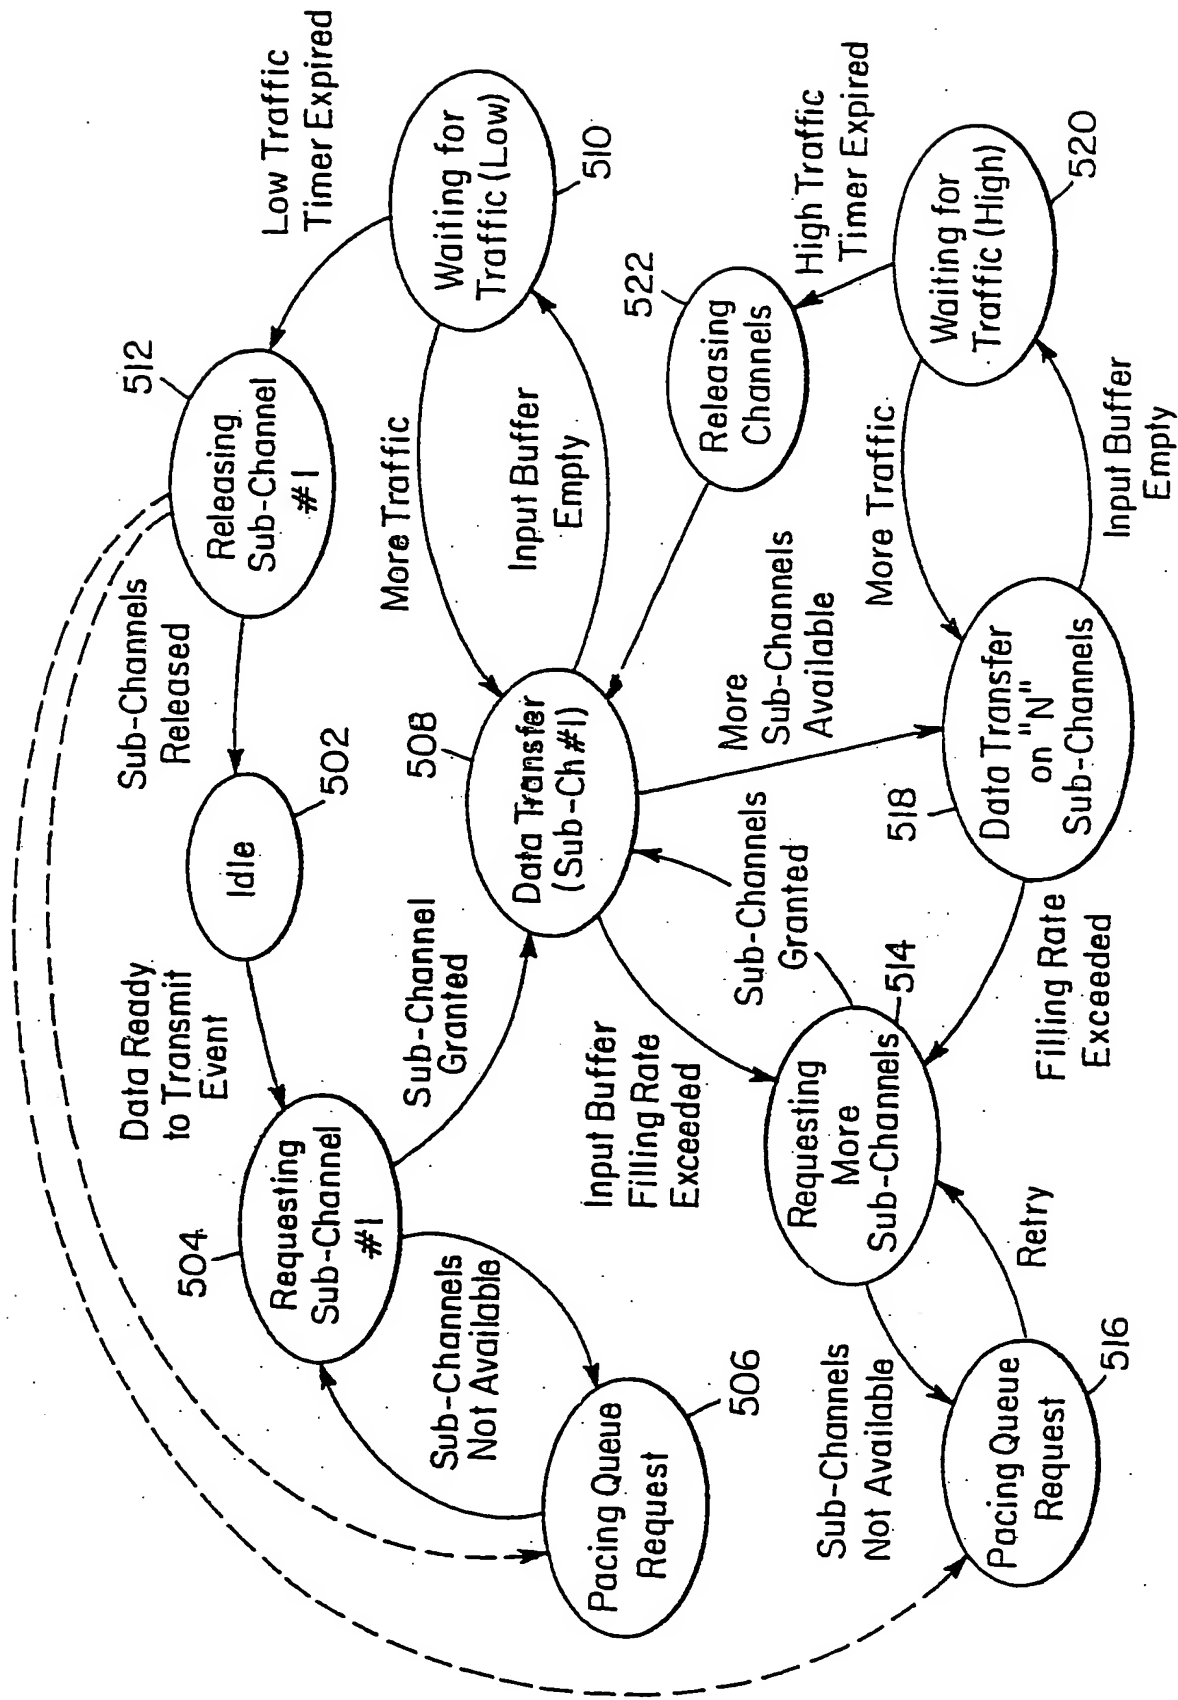 504
Requesting
Sub-Channel
#1
Data Ready
to Transmit
Event
Idle
502
Sub-Channels
Released
512
Releasing
Sub-Channel
#1
Low Traffic
Timer Expired
Sub-Channels
Not Available
Sub-Channel
Granted
Pacing Queue
Request
506
508
Data Transfer
(Sub-Ch#1)
More Traffic
Input Buffer
Empty
Waiting for
Traffic (Low)
510
Input Buffer
Filling Rate
Exceeded
Sub-Channels
Granted
More
Sub-Channels
Available
Releasing
Channels
522
High Traffic
Timer Expired
Requesting
More
Sub-Channels
514
Sub-Channels
Not Available
Retry
Pacing Queue
Request
516
Filling Rate
Exceeded
518
Data Transfer
on "N"
Sub-Channels
More Traffic
Input Buffer
Empty
Waiting for
Traffic (High)
520